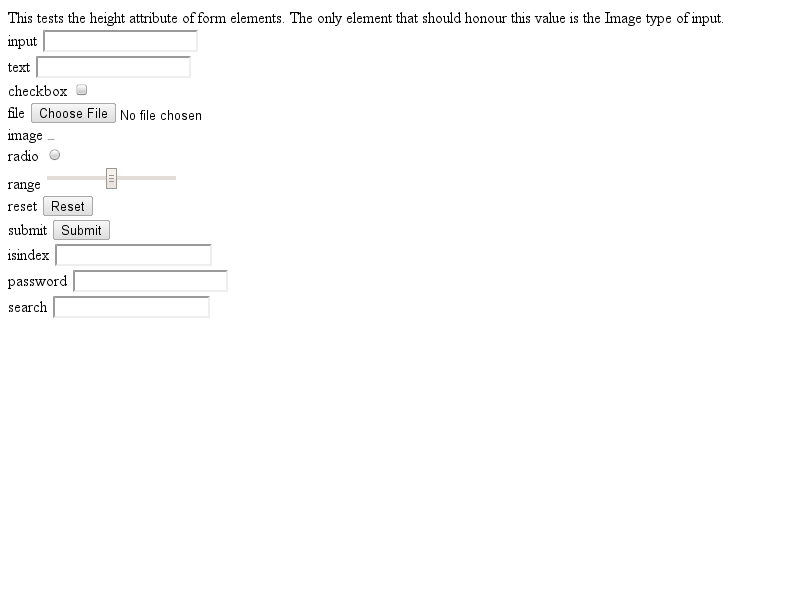 This tests the height attribute of form elements. The only element that should honour this value is the Image type of input.
input
text
checkbox
file Choose File No file chosen
image
radio
range
reset Reset
submit Submit
isindex
password
search